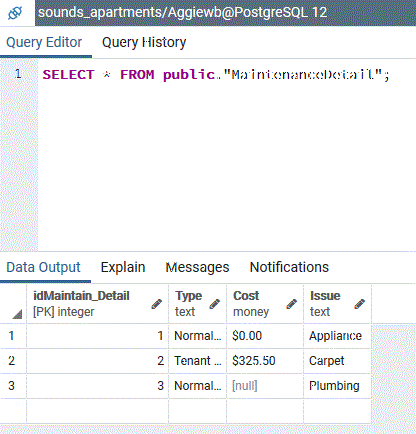 sounds_apartments/Aggiewb@PostgreSQL 12
Query Editor Query History
1 SELECT * FROM public."MaintenanceDetail";
Data Output Explain Messages Notifications
idMaintain_Detail Type Cost Issue
[PK] integer text money text
1 1 Normal... $0.00 Appliance
2 2 Tenant ... $325.50 Carpet
3 3 Normal... [null] Plumbing